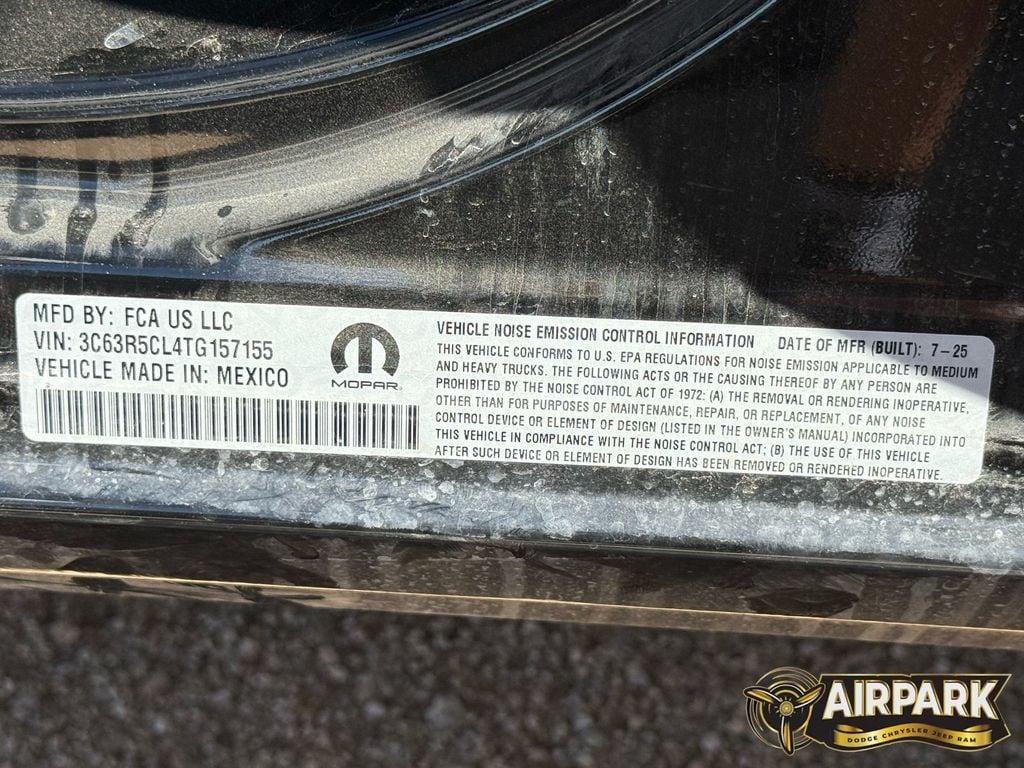 MFD BY: FCA US LLC
VIN: 3C63R5CL4TG157155
VEHICLE MADE IN: MEXICO
MOPAR
VEHICLE NOISE EMISSION CONTROL INFORMATION DATE OF MFR (BUILT): 7-25
THIS VEHICLE CONFORMS TO U.S. EPA REGULATIONS FOR NOISE EMISSION APPLICABLE TO MEDIUM
AND HEAVY TRUCKS. THE FOLLOWING ACTS OR THE CAUSING THEREOF BY ANY PERSON ARE
PROHIBITED BY THE NOISE CONTROL ACT OF 1972: (A) THE REMOVAL OR RENDERING INOPERATIVE,
OTHER THAN FOR PURPOSES OF MAINTENANCE, REPAIR, OR REPLACEMENT, OF ANY NOISE
CONTROL DEVICE OR ELEMENT OF DESIGN (LISTED IN THE OWNER'S MANUAL) INCORPORATED INTO
THIS VEHICLE IN COMPLIANCE WITH THE NOISE CONTROL ACT; (B) THE USE OF THIS VEHICLE
AFTER SUCH DEVICE OR ELEMENT OF DESIGN HAS BEEN REMOVED OR RENDERED INOPERATIVE.
AIRPARK
DODGE CHRYSLER JEEP RAM